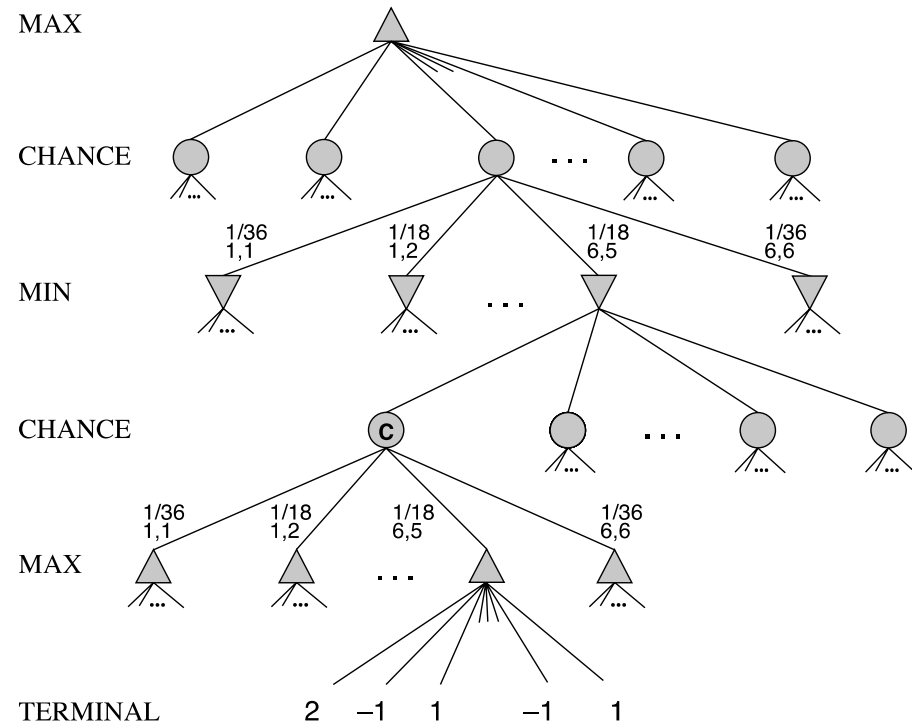 MAX
CHANCE
...
... ... ... ... ...
1/36 1/18 1/18 1/36
1,1 1,2 6,5 6,6
MIN
...
... ... ...
CHANCE
C
...
... ... ...
1/36 1/18 1/18 1/36
1,1 1,2 6,5 6,6
MAX
...
... ... ...
TERMINAL 2 –1 1 –1 1